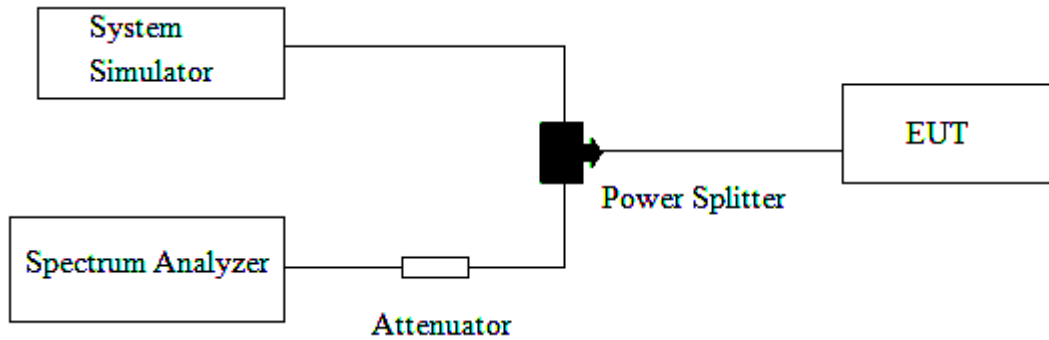 System
Simulator
EUT
Power Splitter
Spectrum Analyzer
Attenuator